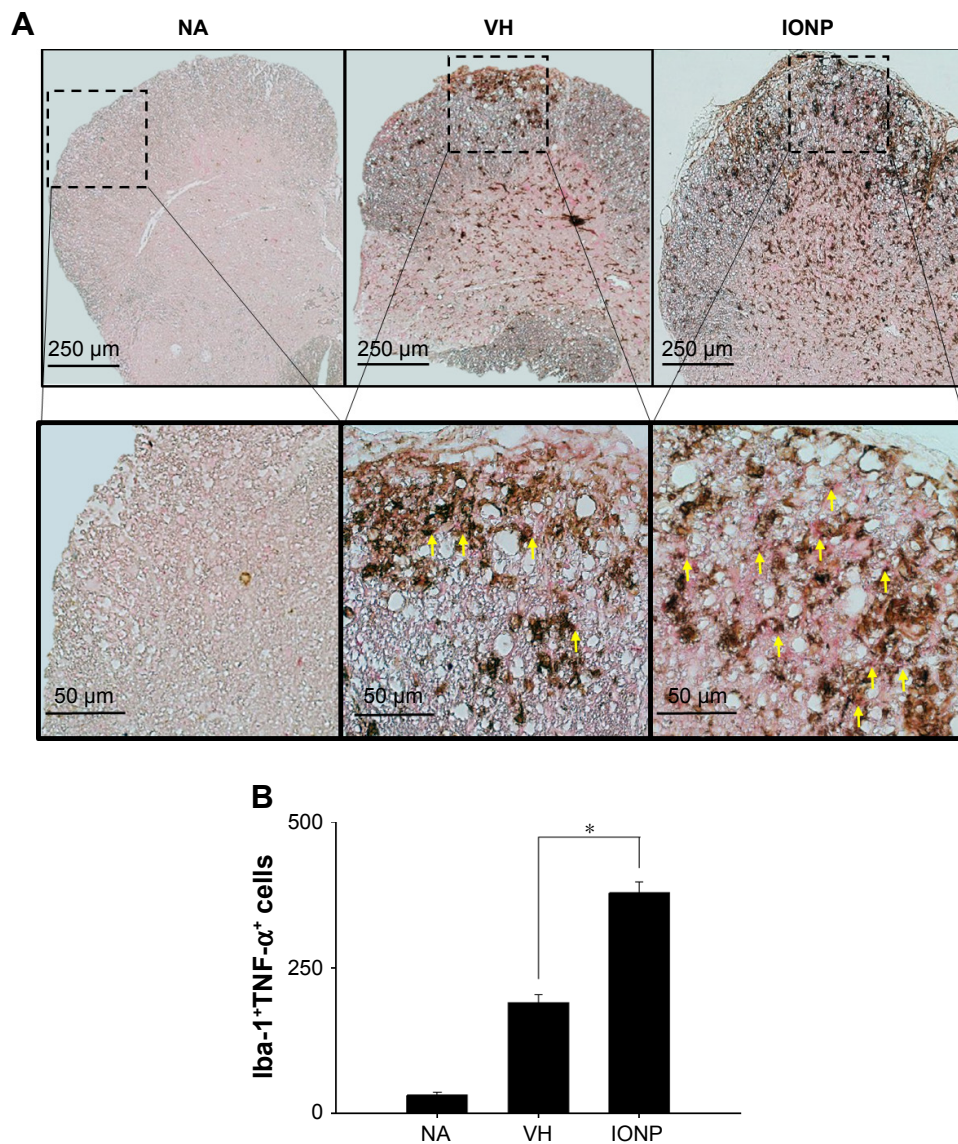 A
NA VH IONP
250 µm 250 µm 250 µm
50 µm 50 µm 50 µm
B
500
250
0
Iba-1⁺TNF-α⁺ cells
*
NA VH IONP